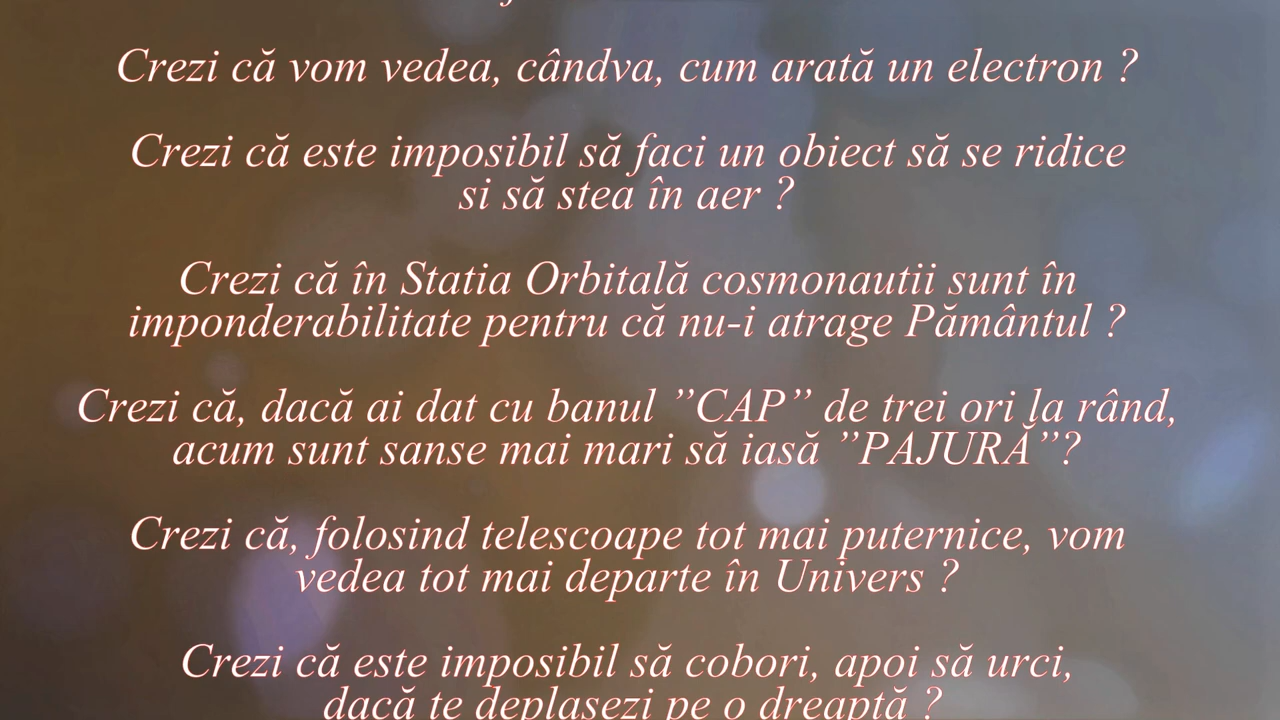 Crezi că vom vedea, cândva, cum arată un electron ?
Crezi că este imposibil să faci un obiect să se ridice
si să stea în aer ?
Crezi că în Statia Orbitală cosmonautii sunt în
imponderabilitate pentru că nu-i atrage Pământul ?
Crezi că, dacă ai dat cu banul ”CAP” de trei ori la rând,
acum sunt sanse mai mari să iasă ”PAJURĂ”?
Crezi că, folosind telescoape tot mai puternice, vom
vedea tot mai departe în Univers ?
Crezi că este imposibil să cobori, apoi să urci,
dacă te deplasezi pe o dreaptă ?